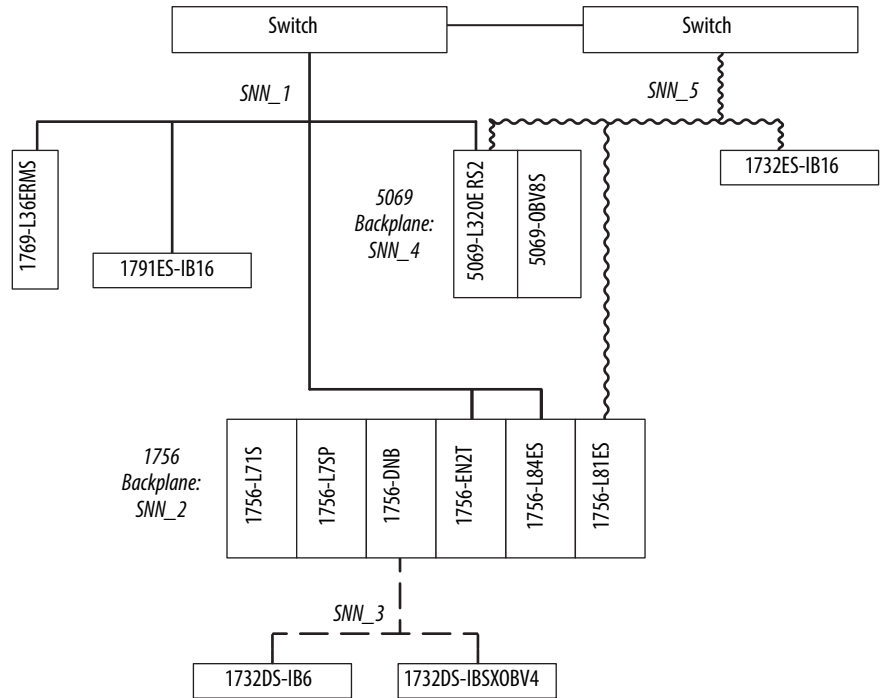 Switch
Switch
SNN_1
SNN_5
1769-L36ERMS
1791ES-IB16
5069
Backplane:
SNN_4
5069-L320E RS2
5069-OBV8S
1732ES-IB16
1756
Backplane:
SNN_2
1756-L71S
1756-L7SP
1756-DNB
1756-EN2T
1756-L84ES
1756-L81ES
SNN_3
1732DS-IB6
1732DS-IBSXOBV4